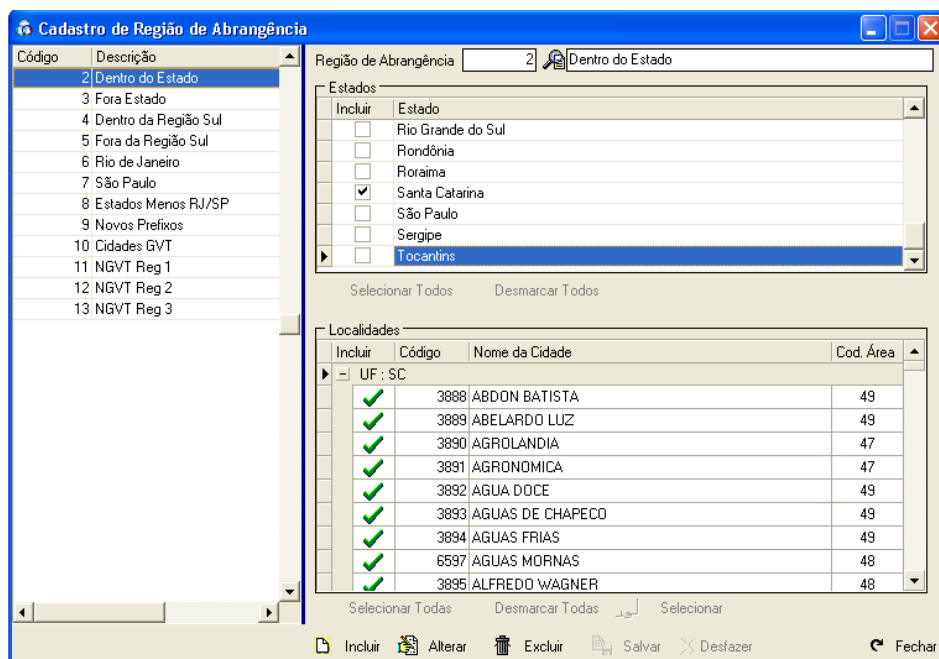 Cadastro de Região de Abrangência
Código Descrição
2 Dentro do Estado
3 Fora Estado
4 Dentro da Região Sul
5 Fora da Região Sul
6 Rio de Janeiro
7 São Paulo
8 Estados Menos RJ/SP
9 Novos Prefixos
10 Cidades GVT
11 NGVT Reg 1
12 NGVT Reg 2
13 NGVT Reg 3
Região de Abrangência 2 Dentro do Estado
Estados
Incluir Estado
Rio Grande do Sul
Rondônia
Roraima
Santa Catarina
São Paulo
Sergipe
Tocantins
Selecionar Todos Desmarcar Todos
Localidades
Incluir Código Nome da Cidade Cod. Área
UF : SC
3888 ABDON BATISTA 49
3889 ABELARDO LUZ 49
3890 AGROLANDIA 47
3891 AGRONOMICA 47
3892 AGUA DOCE 49
3893 AGUAS DE CHAPECO 49
3894 AGUAS FRIAS 49
6597 AGUAS MORNAS 48
3895 ALFREDO WAGNER 48
Selecionar Todas Desmarcar Todas Selecionar
Incluir Alterar Excluir Salvar Desfazer Fechar